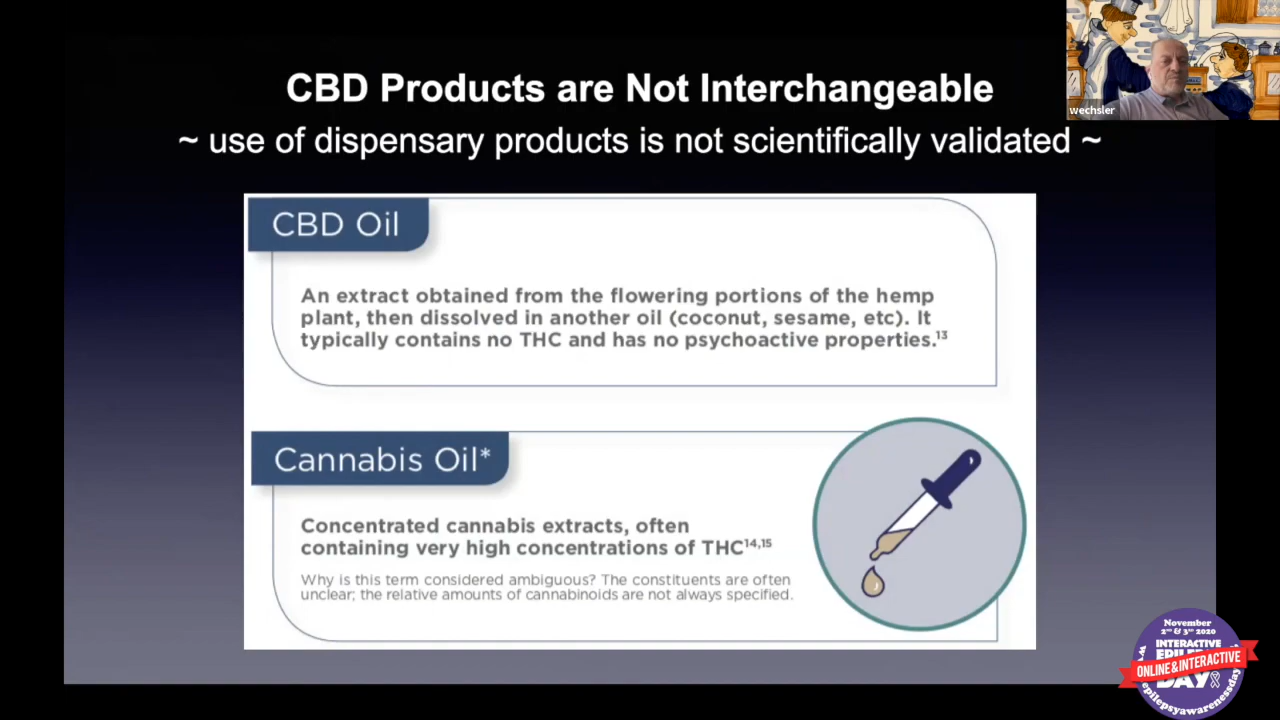 CBD Products are Not Interchangeable
~ use of dispensary products is not scientifically validated ~
wechsler
CBD Oil
An extract obtained from the flowering portions of the hemp
plant, then dissolved in another oil (coconut, sesame, etc). It
typically contains no THC and has no psychoactive properties.¹³
Cannabis Oil*
Concentrated cannabis extracts, often
containing very high concentrations of THC¹⁴,¹⁵
Why is this term considered ambiguous? The constituents are often
unclear; the relative amounts of cannabinoids are not always specified.
November
2ND & 3RD 2020
INTERACTIVE
ONLINE & INTERACTIVE
DAY
epilepsyawarenessday